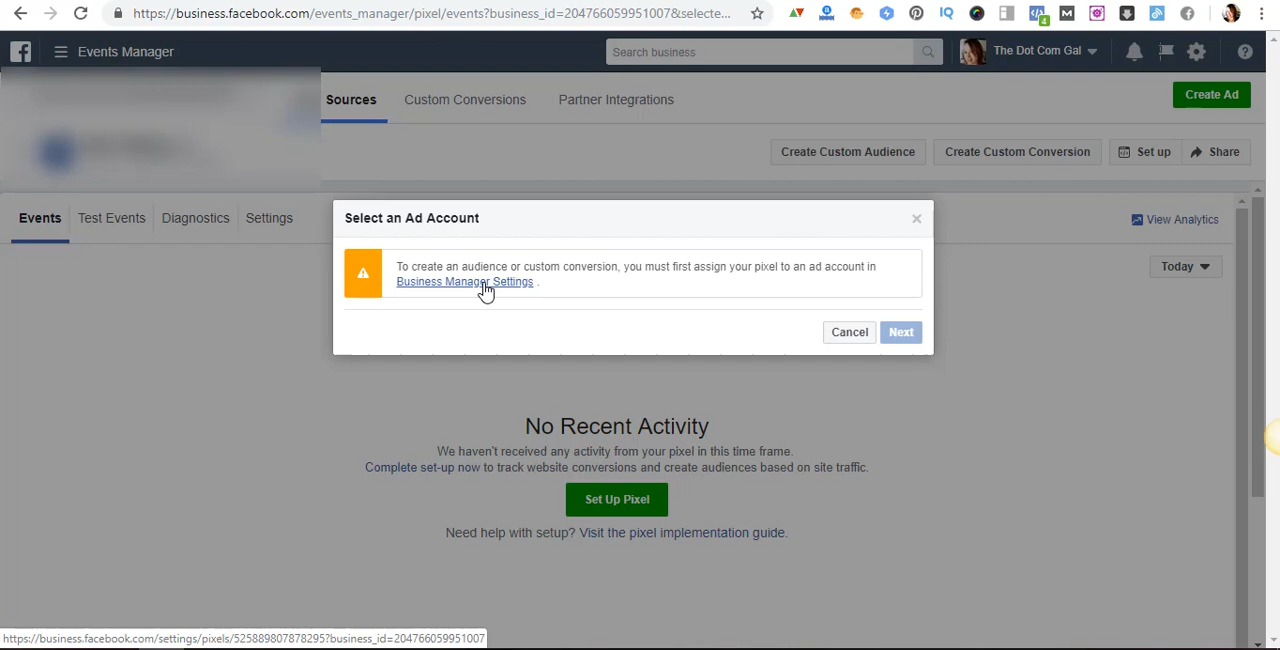 https://business.facebook.com/events_manager/pixel/events?business_id=204766059951007&selecte...
IQ
4
M
Events Manager
Search business
The Dot Com Gal
Sources
Custom Conversions
Partner Integrations
Create Ad
Create Custom Audience
Create Custom Conversion
Set up
Share
Events
Test Events
Diagnostics
Settings
View Analytics
Today
Select an Ad Account
To create an audience or custom conversion, you must first assign your pixel to an ad account in
Business Manager Settings .
Cancel
Next
No Recent Activity
We haven't received any activity from your pixel in this time frame.
Complete set-up now to track website conversions and create audiences based on site traffic.
Set Up Pixel
Need help with setup? Visit the pixel implementation guide.
https://business.facebook.com/settings/pixels/525889807878295?business_id=204766059951007